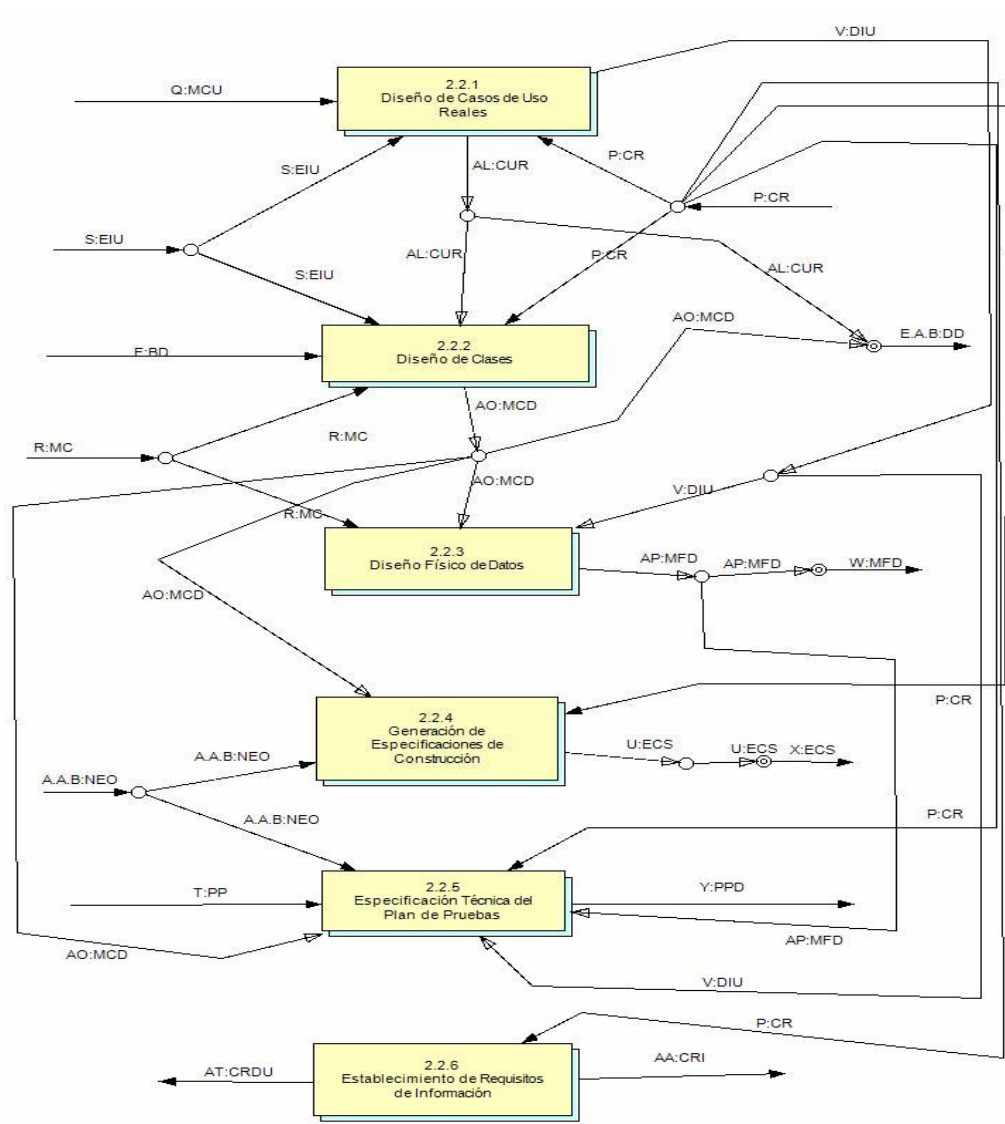 V:DIU
2.2.1
Diseño de Casos de Uso
Reales
Q:MCU
P:CR
AL:CUR
S:EIU
P:CR
S:EIU
AL:CUR
P:CR
AL:CUR
S:EIU
AO:MCD
E.A.B:DD
2.2.2
Diseño de Clases
F:BD
AO:MCD
R:MC
R:MC
AO:MCD
V:DIU
R:MC
2.2.3
Diseño Físico de Datos
AP:MFD
AP:MFD
W:MFD
AO:MCD
P:CR
2.2.4
Generación de
Especificaciones de
Construcción
U:ECS
U:ECS
X:ECS
A.A.B:NEO
A.A.B:NEO
A.A.B:NEO
P:CR
2.2.5
Especificación Técnica del
Plan de Pruebas
T:PP
Y:PPD
AP:MFD
AO:MCD
V:DIU
P:CR
2.2.6
Establecimiento de Requisitos
de Información
AT:CRDU
AA:CRI